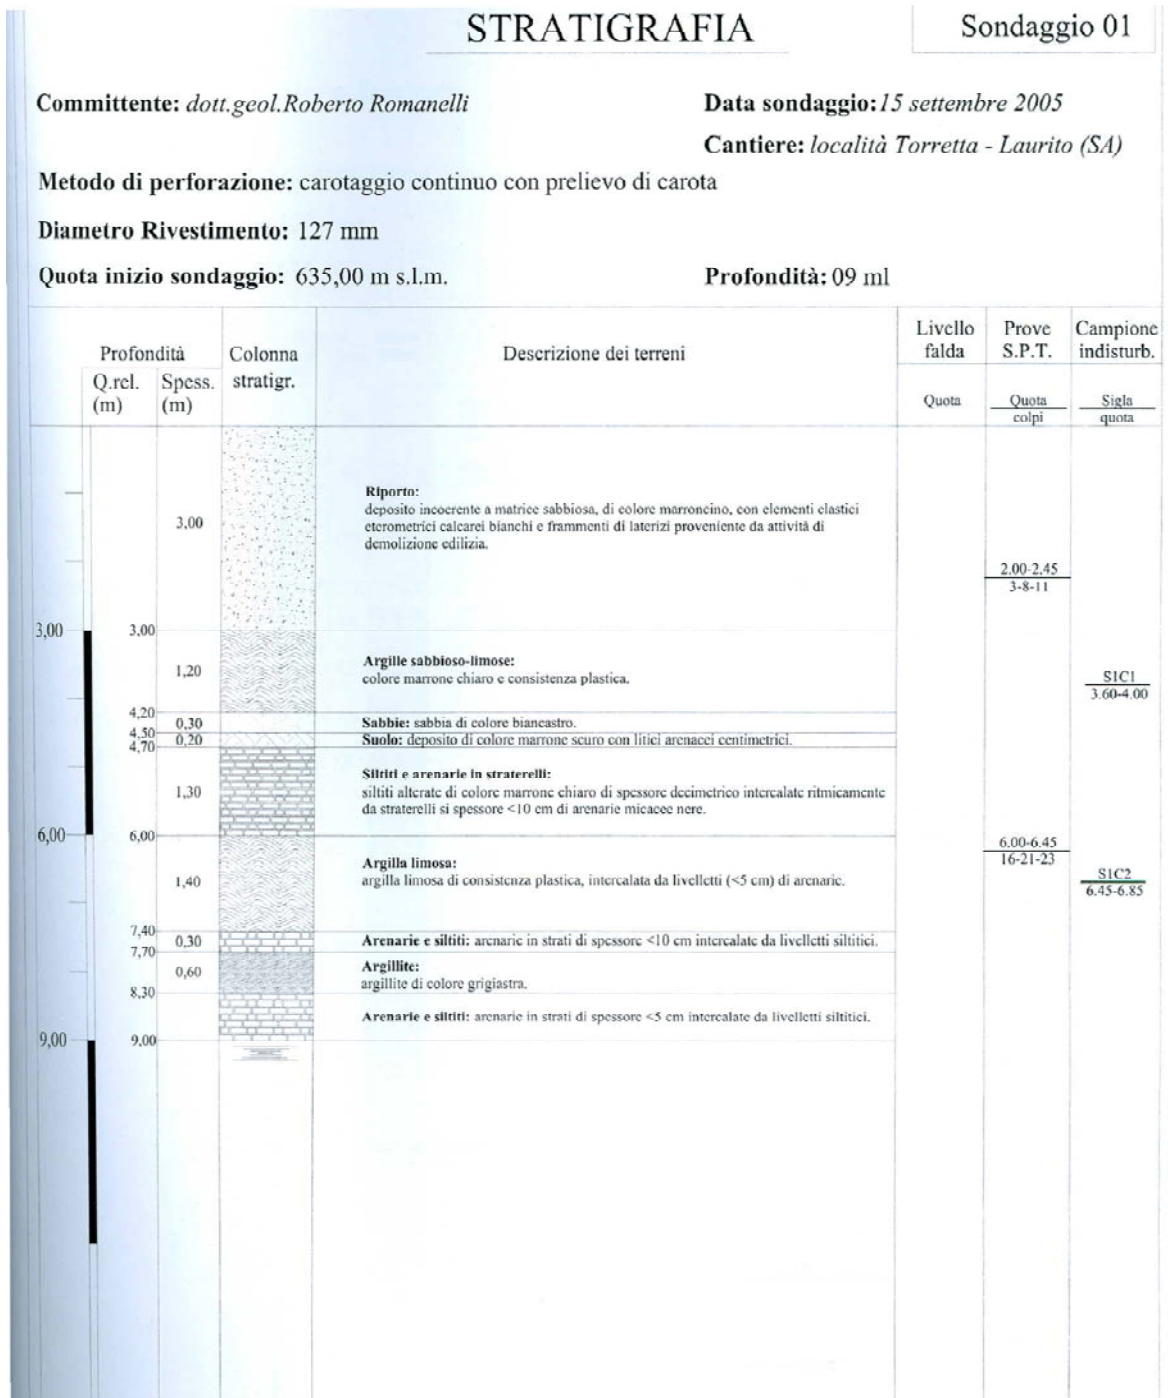 STRATIGRAFIA
Sondaggio 01
Committente: dott.geol.Roberto Romanelli
Data sondaggio:15 settembre 2005
Cantiere: località Torretta - Laurito (SA)
Metodo di perforazione: carotaggio continuo con prelievo di carota
Diametro Rivestimento: 127 mm
Quota inizio sondaggio: 635,00 m s.l.m.
Profondità: 09 ml
Profondità
Q.rel. (m)
Spess. (m)
Colonna stratigr.
Descrizione dei terreni
Livello falda
Quota
Prove S.P.T.
Quota
colpi
Campione indisturb.
Sigla
quota
3,00
Riporto:
deposito incoerente a matrice sabbiosa, di colore marroncino, con elementi clastici
eterometrici calcarei bianchi e frammenti di laterizi proveniente da attività di
demolizione edilizia.
2.00-2.45
3-8-11
3,00
3,00
1,20
Argille sabbioso-limose:
colore marrone chiaro e consistenza plastica.
S1C1
3.60-4.00
4,20
0,30
Sabbie: sabbia di colore biancastro.
4,50
0,20
Suolo: deposito di colore marrone scuro con litici arenacei centimetrici.
4,70
1,30
Siltiti e arenarie in straterelli:
siltiti alterate di colore marrone chiaro di spessore decimetrico intercalate ritmicamente
da straterelli si spessore <10 cm di arenarie micacee nere.
6,00
6,00
6.00-6.45
16-21-23
1,40
Argilla limosa:
argilla limosa di consistenza plastica, intercalata da livelletti (<5 cm) di arenarie.
S1C2
6.45-6.85
7,40
0,30
Arenarie e siltiti: arenarie in strati di spessore <10 cm intercalate da livelletti siltitici.
7,70
0,60
Argillite:
argillite di colore grigiastra.
8,30
Arenarie e siltiti: arenarie in strati di spessore <5 cm intercalate da livelletti siltitici.
9,00
9,00